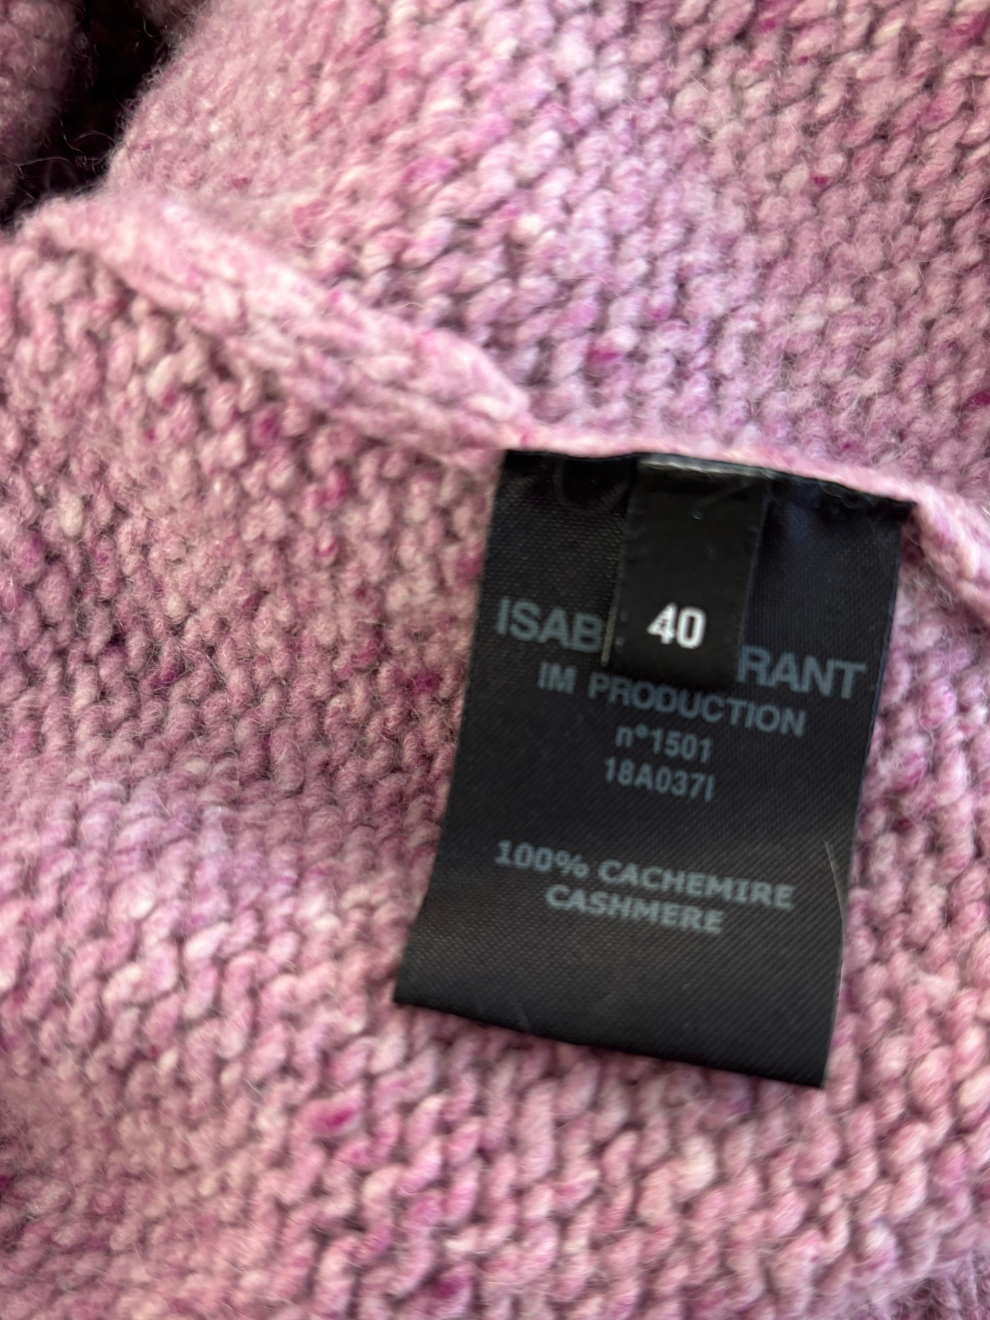 ISAB 40 RANT
IM PRODUCTION
n°1501
18A037I
100% CACHEMIRE
CASHMERE